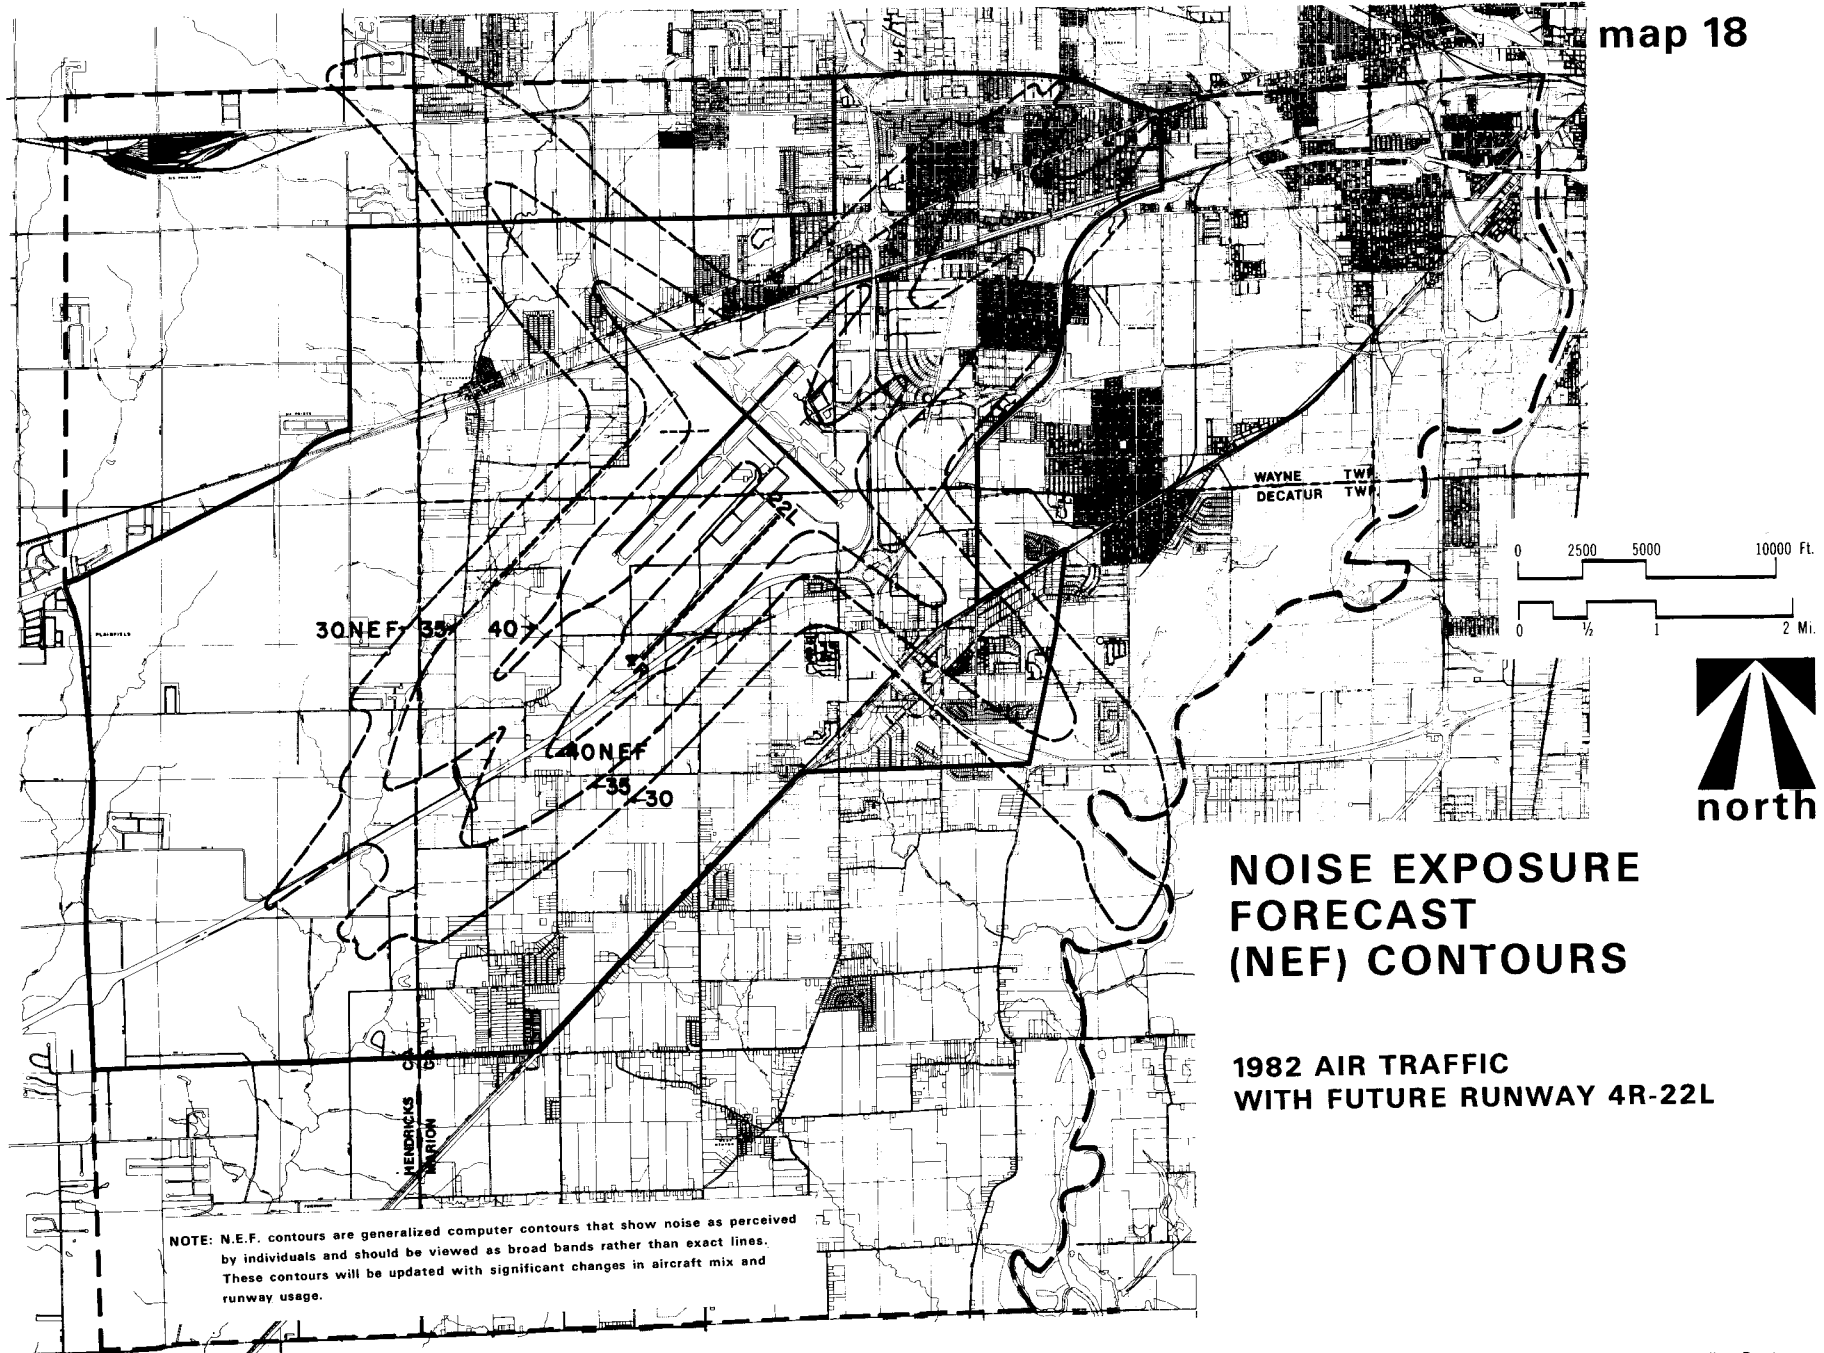 map 18
WAYNE TWP.
DECATUR TWP.
0 2500 5000 10000 Ft.
0 ½ 1 2 Mi.
north
22L
4R
30NEF 35 40
PLAINFIELD
40NEF
35
30
HENDRICKS CO.
MARION CO.
NOISE EXPOSURE
FORECAST
(NEF) CONTOURS
1982 AIR TRAFFIC
WITH FUTURE RUNWAY 4R-22L
NOTE: N.E.F. contours are generalized computer contours that show noise as perceived
by individuals and should be viewed as broad bands rather than exact lines.
These contours will be updated with significant changes in aircraft mix and
runway usage.